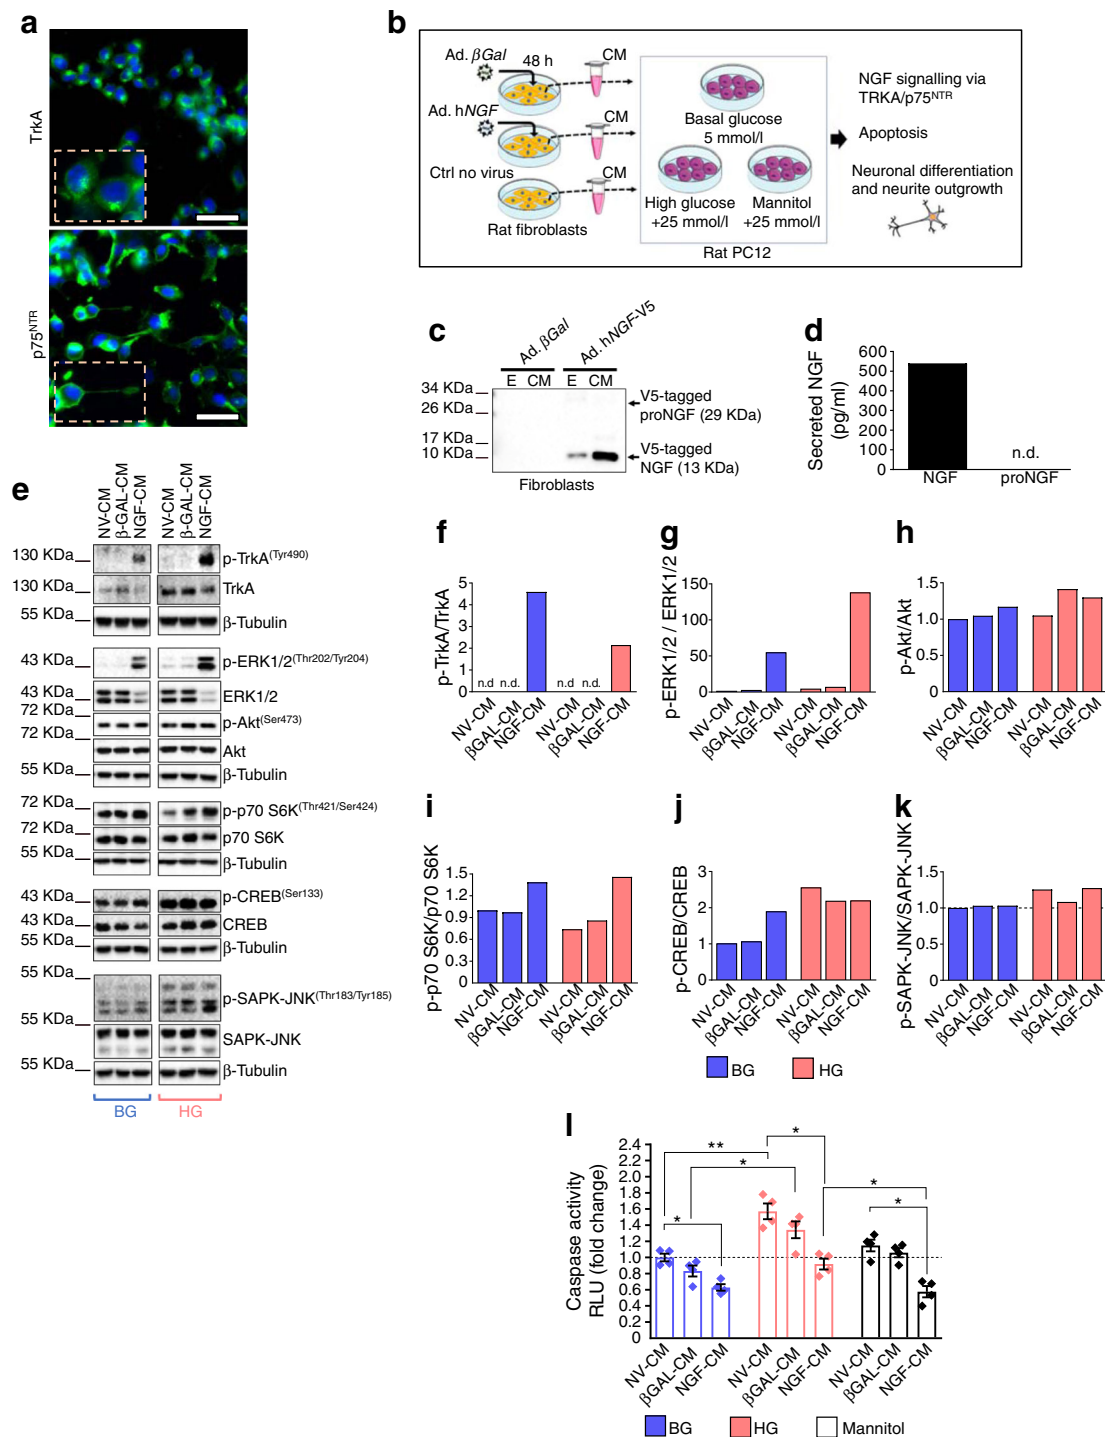 a
TrkA
p75NTR
b
Ad. βGal
48 h
CM
Ad. hNGF
CM
Ctrl no virus
CM
Rat fibroblasts
Basal glucose
5 mmol/l
High glucose
+25 mmol/l
Mannitol
+25 mmol/l
Rat PC12
NGF signalling via
TRKA/p75NTR
Apoptosis
Neuronal differentiation
and neurite outgrowth
c
Ad. βGal
Ad. hNGF-V5
E CM E CM
34 KDa
26 KDa
17 KDa
10 KDa
V5-tagged
proNGF (29 KDa)
V5-tagged
NGF (13 KDa)
Fibroblasts
d
Secreted NGF
(pg/ml)
600
500
400
300
200
100
0
n.d.
NGF proNGF
e
NV-CM β-GAL-CM NGF-CM NV-CM β-GAL-CM NGF-CM
130 KDa p-TrkA(Tyr490)
130 KDa TrkA
55 KDa β-Tubulin
43 KDa p-ERK1/2(Thr202/Tyr204)
43 KDa ERK1/2
72 KDa p-Akt(Ser473)
72 KDa Akt
55 KDa β-Tubulin
72 KDa p-p70 S6K(Thr421/Ser424)
72 KDa p70 S6K
55 KDa β-Tubulin
43 KDa p-CREB(Ser133)
43 KDa CREB
55 KDa β-Tubulin
55 KDa p-SAPK-JNK(Thr183/Tyr185)
55 KDa SAPK-JNK
55 KDa β-Tubulin
BG HG
f
p-TrkA/TrkA
5
4
3
2
1
0
n.d n.d. n.d. n.d.
NV-CM βGAL-CM NGF-CM NV-CM βGAL-CM NGF-CM
g
p-ERK1/2 / ERK1/2
150
100
50
0
NV-CM βGAL-CM NGF-CM NV-CM βGAL-CM NGF-CM
h
p-Akt/Akt
1.5
1.0
0.5
0
NV-CM βGAL-CM NGF-CM NV-CM βGAL-CM NGF-CM
i
p-p70 S6K/p70 S6K
1.5
1.2
0.9
0.6
0.3
0
NV-CM βGAL-CM NGF-CM NV-CM βGAL-CM NGF-CM
j
p-CREB/CREB
3
2
1
0
NV-CM βGAL-CM NGF-CM NV-CM βGAL-CM NGF-CM
k
p-SAPK-JNK/SAPK-JNK
1.5
1.0
0.5
0
NV-CM βGAL-CM NGF-CM NV-CM βGAL-CM NGF-CM
BG HG
l
Caspase activity
RLU (fold change)
2.4
2.2
2.0
1.8
1.6
1.4
1.2
1.0
0.8
0.6
0.4
0.2
0
* ** * * * *
NV-CM βGAL-CM NGF-CM NV-CM βGAL-CM NGF-CM NV-CM βGAL-CM NGF-CM
BG HG Mannitol